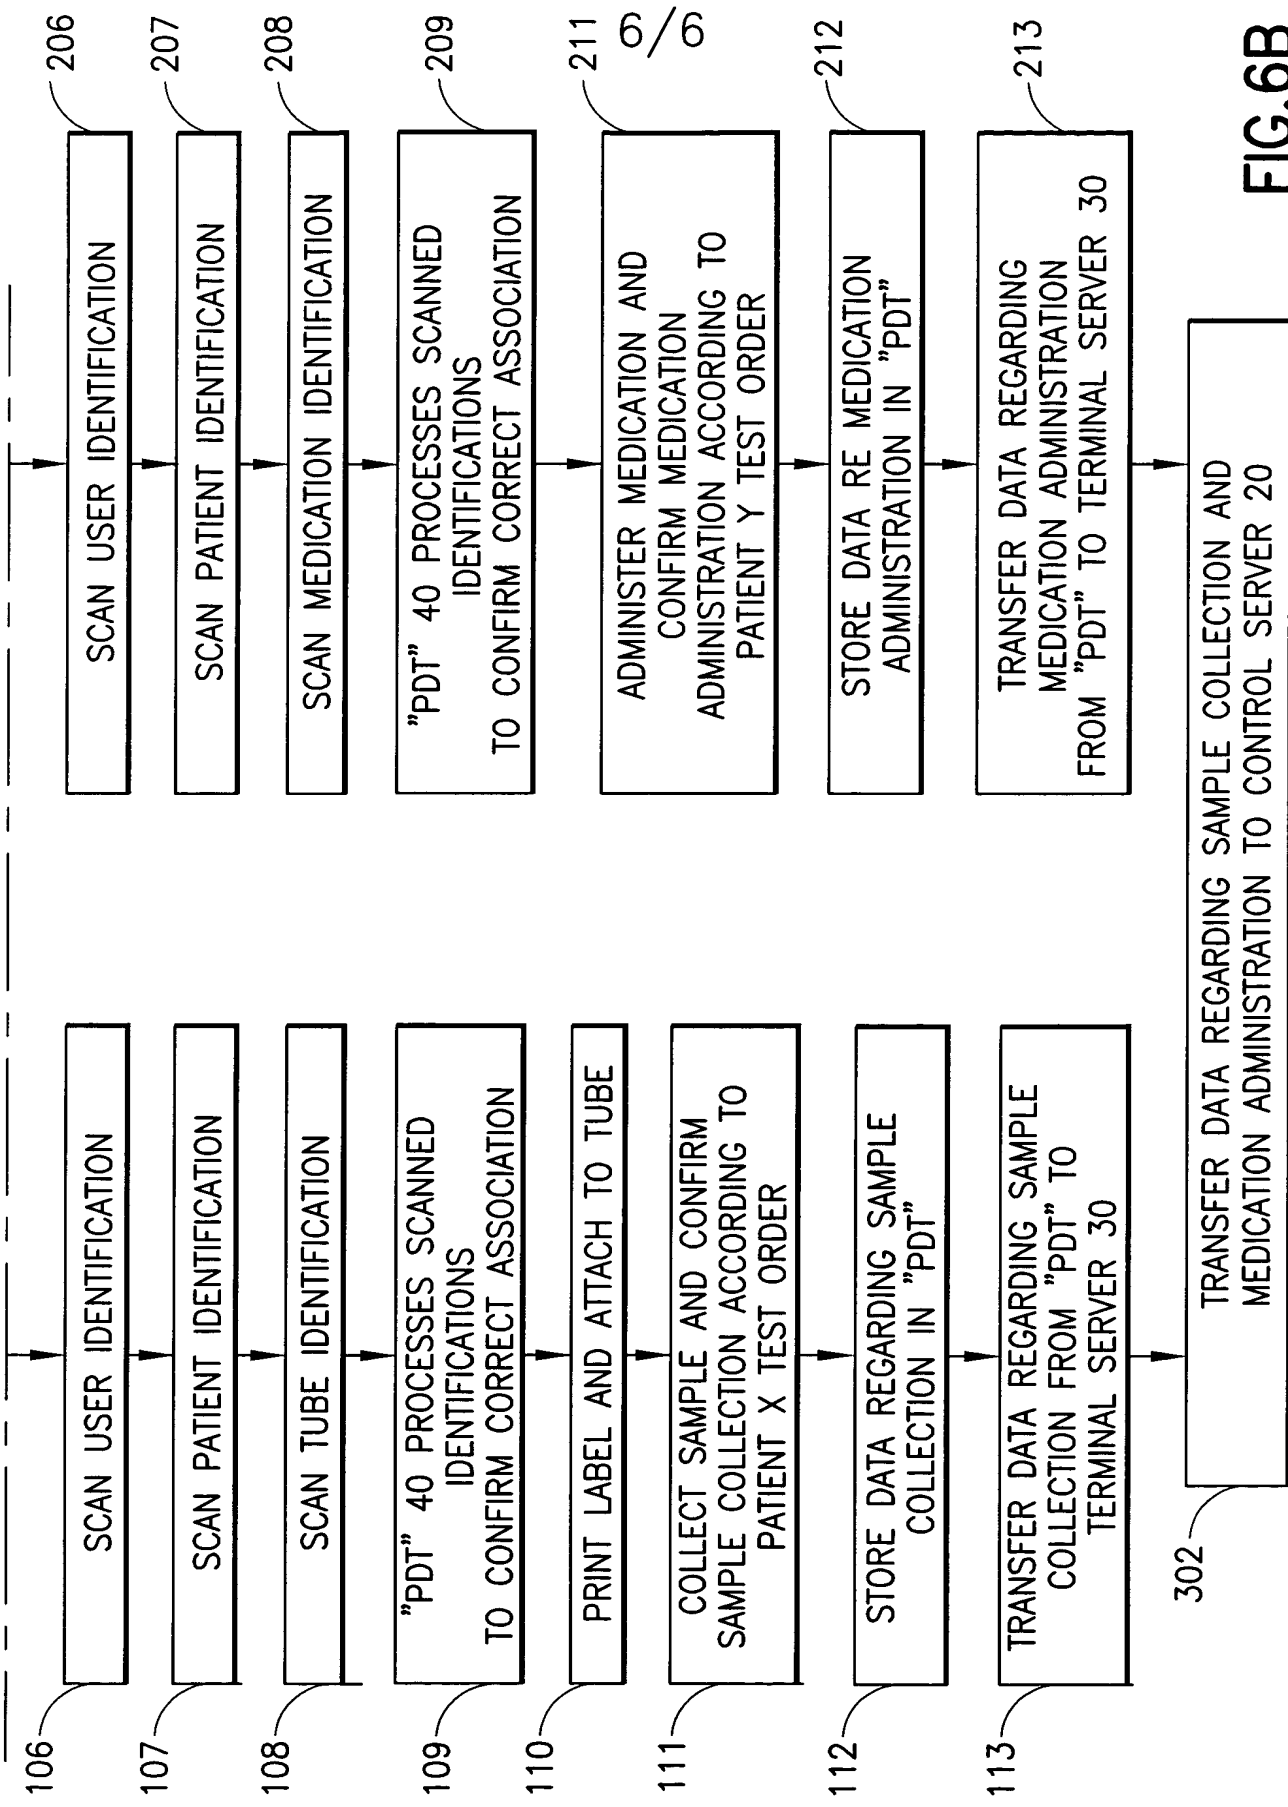 6/6
106
SCAN USER IDENTIFICATION
107
SCAN PATIENT IDENTIFICATION
108
SCAN TUBE IDENTIFICATION
109
"PDT" 40 PROCESSES SCANNED
IDENTIFICATIONS
TO CONFIRM CORRECT ASSOCIATION
110
PRINT LABEL AND ATTACH TO TUBE
111
COLLECT SAMPLE AND CONFIRM
SAMPLE COLLECTION ACCORDING TO
PATIENT X TEST ORDER
112
STORE DATA REGARDING SAMPLE
COLLECTION IN "PDT"
113
TRANSFER DATA REGARDING SAMPLE
COLLECTION FROM "PDT" TO
TERMINAL SERVER 30
206
SCAN USER IDENTIFICATION
207
SCAN PATIENT IDENTIFICATION
208
SCAN MEDICATION IDENTIFICATION
209
"PDT" 40 PROCESSES SCANNED
IDENTIFICATIONS
TO CONFIRM CORRECT ASSOCIATION
211
ADMINISTER MEDICATION AND
CONFIRM MEDICATION
ADMINISTRATION ACCORDING TO
PATIENT Y TEST ORDER
212
STORE DATA RE MEDICATION
ADMINISTRATION IN "PDT"
213
TRANSFER DATA REGARDING
MEDICATION ADMINISTRATION
FROM "PDT" TO TERMINAL SERVER 30
302
TRANSFER DATA REGARDING SAMPLE COLLECTION AND
MEDICATION ADMINISTRATION TO CONTROL SERVER 20
FIG.6B